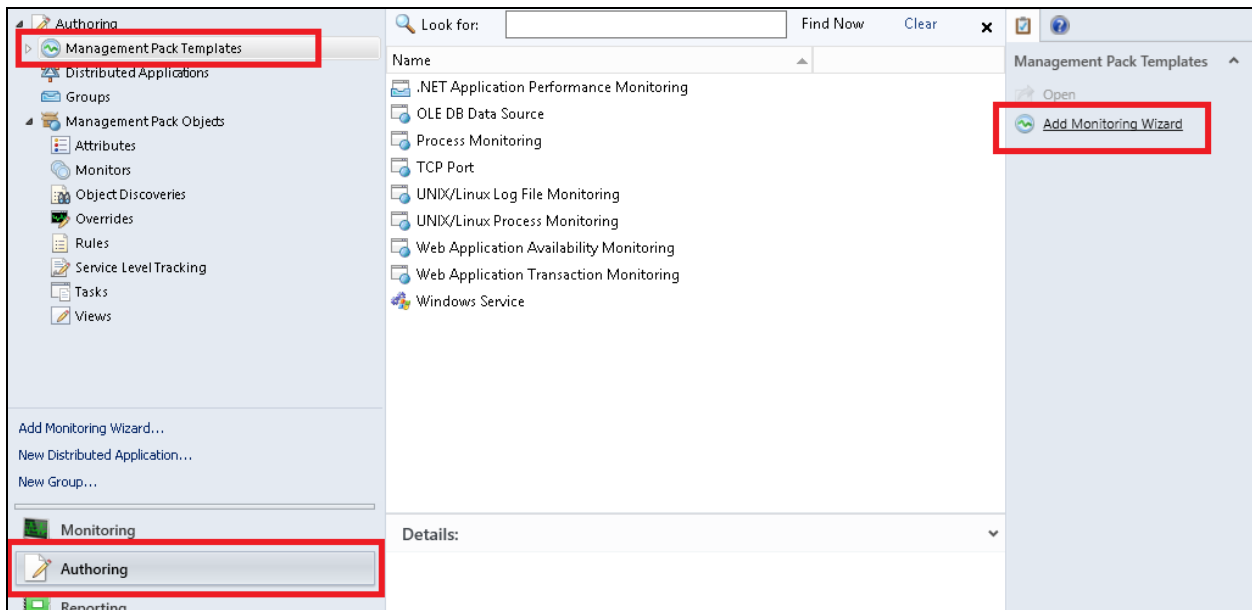 Authoring
Management Pack Templates
Distributed Applications
Groups
Management Pack Objects
Attributes
Monitors
Object Discoveries
Overrides
Rules
Service Level Tracking
Tasks
Views
Add Monitoring Wizard...
New Distributed Application...
New Group...
Monitoring
Authoring
Reporting
Look for: Find Now Clear
Name
.NET Application Performance Monitoring
OLE DB Data Source
Process Monitoring
TCP Port
UNIX/Linux Log File Monitoring
UNIX/Linux Process Monitoring
Web Application Availability Monitoring
Web Application Transaction Monitoring
Windows Service
Details:
Management Pack Templates
Open
Add Monitoring Wizard